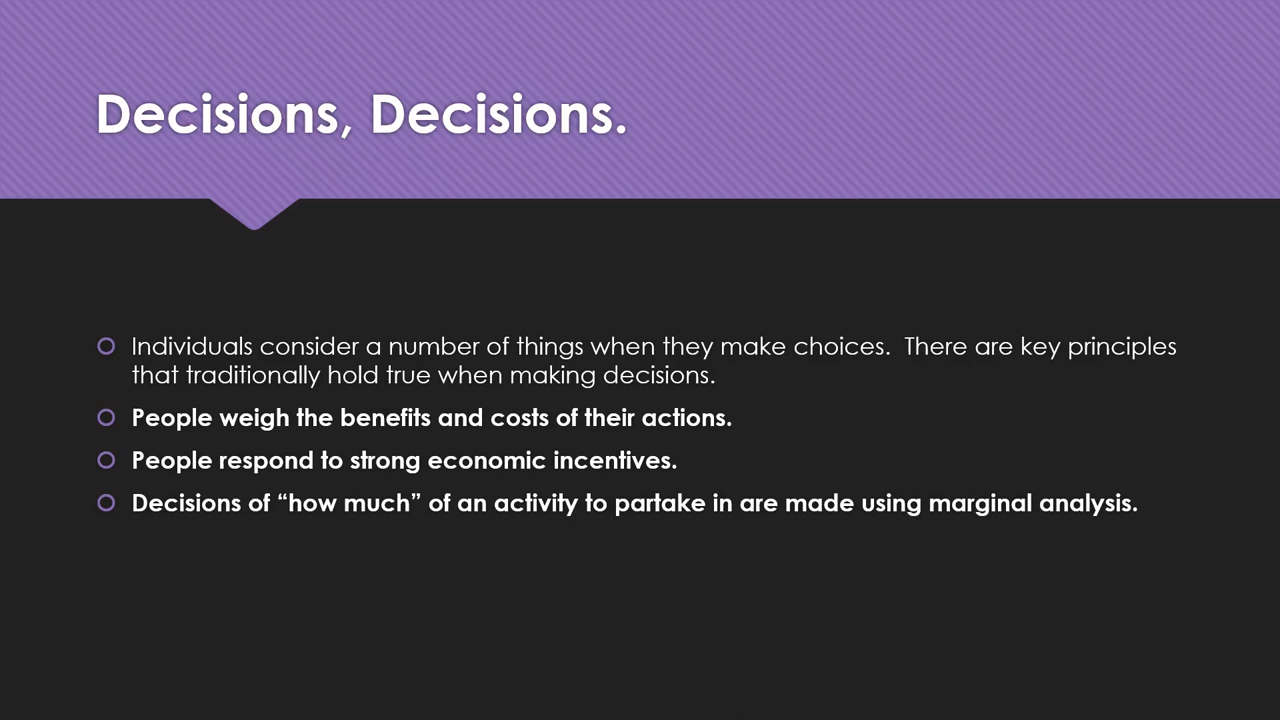 Decisions, Decisions.
Individuals consider a number of things when they make choices.  There are key principles
that traditionally hold true when making decisions.
People weigh the benefits and costs of their actions.
People respond to strong economic incentives.
Decisions of “how much” of an activity to partake in are made using marginal analysis.